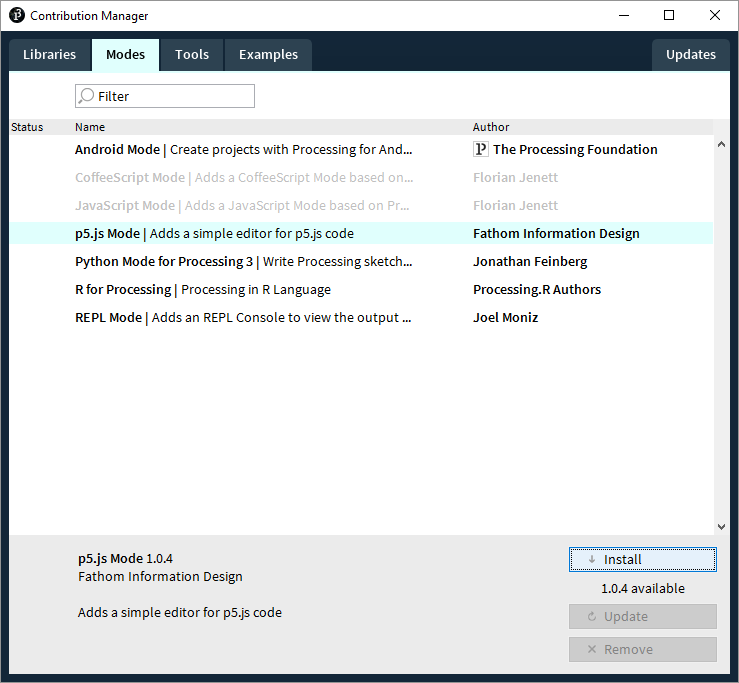 Contribution Manager
Libraries Modes Tools Examples Updates
Filter
Status Name Author
Android Mode | Create projects with Processing for And... The Processing Foundation
CoffeeScript Mode | Adds a CoffeeScript Mode based on... Florian Jenett
JavaScript Mode | Adds a JavaScript Mode based on Pr... Florian Jenett
p5.js Mode | Adds a simple editor for p5.js code Fathom Information Design
Python Mode for Processing 3 | Write Processing sketch... Jonathan Feinberg
R for Processing | Processing in R Language Processing.R Authors
REPL Mode | Adds an REPL Console to view the output ... Joel Moniz
p5.js Mode 1.0.4
Fathom Information Design
Adds a simple editor for p5.js code
Install
1.0.4 available
Update
Remove